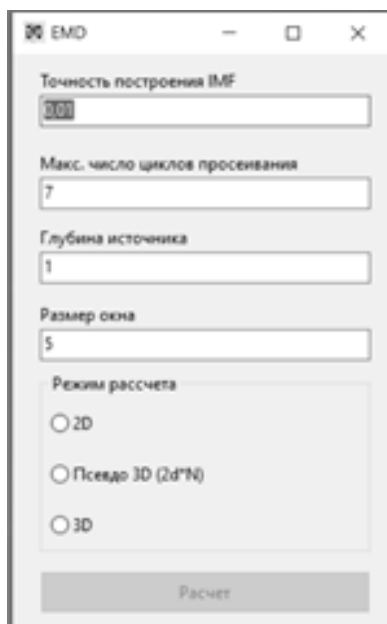 EMD
Точность построения IMF
0,01
Макс. число циклов просеивания
7
Глубина источника
1
Размер окна
5
Режим рассчета
2D
Псевдо 3D (2d*N)
3D
Расчет